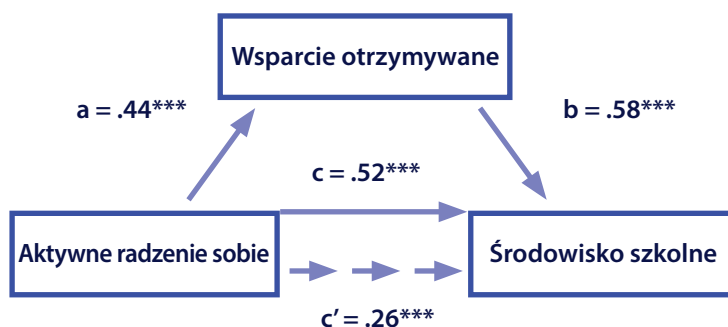 Wsparcie otrzymywane
a = .44***
b = .58***
c = .52***
Aktywne radzenie sobie
Środowisko szkolne
c’ = .26***